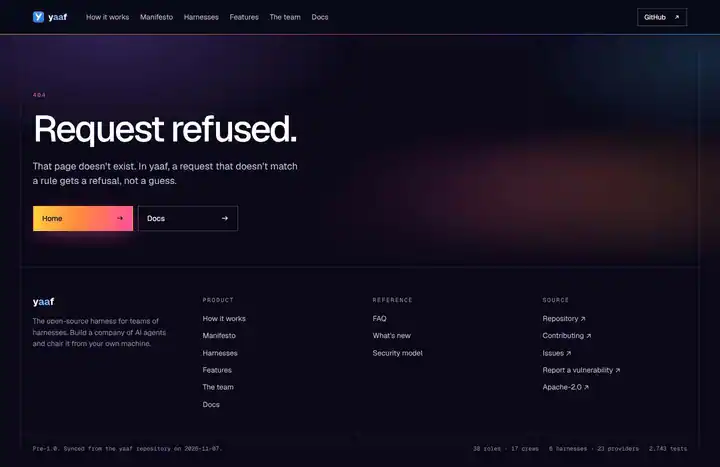 yaaf
How it works
Manifesto
Harnesses
Features
The team
Docs
GitHub ↗
404
Request refused.
That page doesn't exist. In yaaf, a request that doesn't match
a rule gets a refusal, not a guess.
Home →
Docs →
yaaf
The open-source harness for teams of
harnesses. Build a company of AI agents
and chair it from your own machine.
PRODUCT
How it works
Manifesto
Harnesses
Features
The team
Docs
REFERENCE
FAQ
What's new
Security model
SOURCE
Repository ↗
Contributing ↗
Issues ↗
Report a vulnerability ↗
Apache-2.0 ↗
Pre-1.0. Synced from the yaaf repository on
38 roles · 17 crews 6 harnesses · 23 providers 2,743 tests